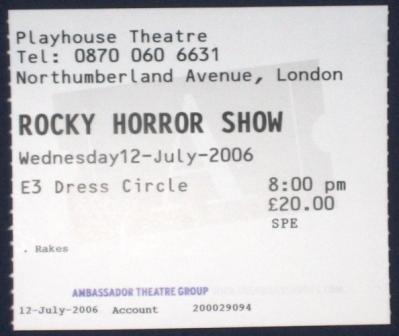 Playhouse Theatre
Tel: 0870 060 6631
Northumberland Avenue, London
ROCKY HORROR SHOW
Wednesday12-July-2006
E3 Dress Circle 8:00 pm
£20.00
SPE
. Rakes
AMBASSADOR THEATRE GROUP
12-July-2006 Account 200029094